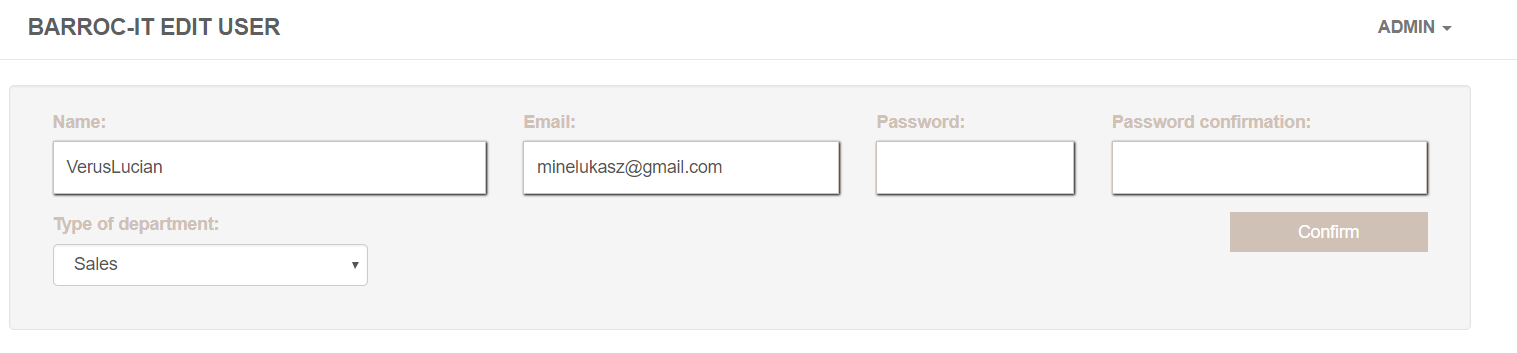 BARROC-IT EDIT USER
ADMIN
Name:
Email:
Password:
Password confirmation:
VerusLucian
minelukasz@gmail.com
Type of department:
Confirm
Sales